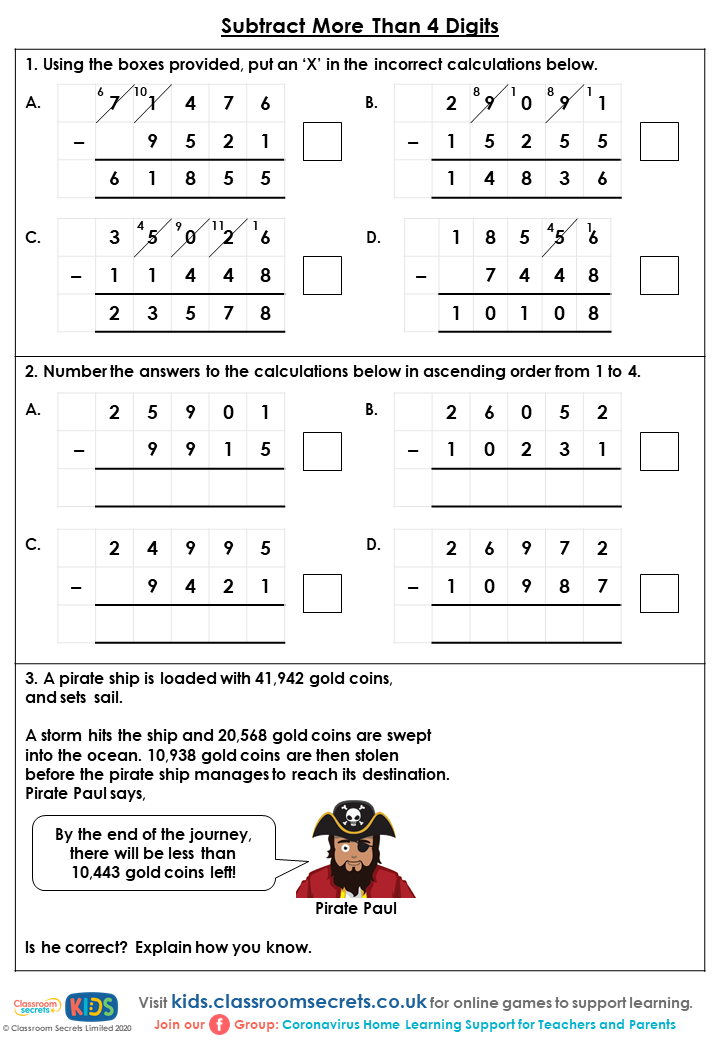 Subtract More Than 4 Digits
1. Using the boxes provided, put an ‘X’ in the incorrect calculations below.
A.
6 7 10 1 4 7 6
– 9 5 2 1
6 1 8 5 5
B.
2 8 9 1 0 8 9 1 1
– 1 5 2 5 5
1 4 8 3 6
C.
3 4 5 9 0 11 2 1 6
– 1 1 4 4 8
2 3 5 7 8
D.
1 8 5 4 5 1 6
– 7 4 4 8
1 0 1 0 8
2. Number the answers to the calculations below in ascending order from 1 to 4.
A.
2 5 9 0 1
– 9 9 1 5
B.
2 6 0 5 2
– 1 0 2 3 1
C.
2 4 9 9 5
– 9 4 2 1
D.
2 6 9 7 2
– 1 0 9 8 7
3. A pirate ship is loaded with 41,942 gold coins,
and sets sail.
A storm hits the ship and 20,568 gold coins are swept
into the ocean. 10,938 gold coins are then stolen
before the pirate ship manages to reach its destination.
Pirate Paul says,
By the end of the journey,
there will be less than
10,443 gold coins left!
Pirate Paul
Is he correct? Explain how you know.
Classroom
Secrets
KIDS
© Classroom Secrets Limited 2020
Visit kids.classroomsecrets.co.uk for online games to support learning.
Join our f Group: Coronavirus Home Learning Support for Teachers and Parents